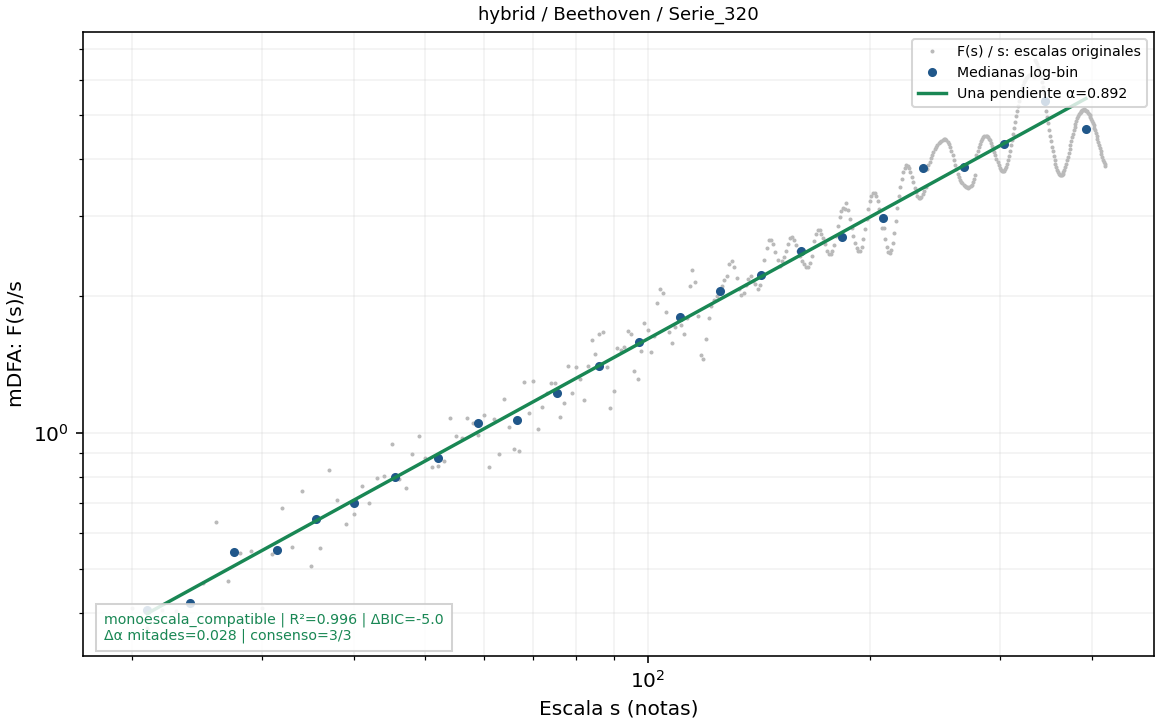 hybrid / Beethoven / Serie_320
F(s) / s: escalas originales
Medianas log-bin
Una pendiente α=0.892
mDFA: F(s)/s
10⁰
monoescala_compatible | R²=0.996 | ΔBIC=-5.0
Δα mitades=0.028 | consenso=3/3
10²
Escala s (notas)